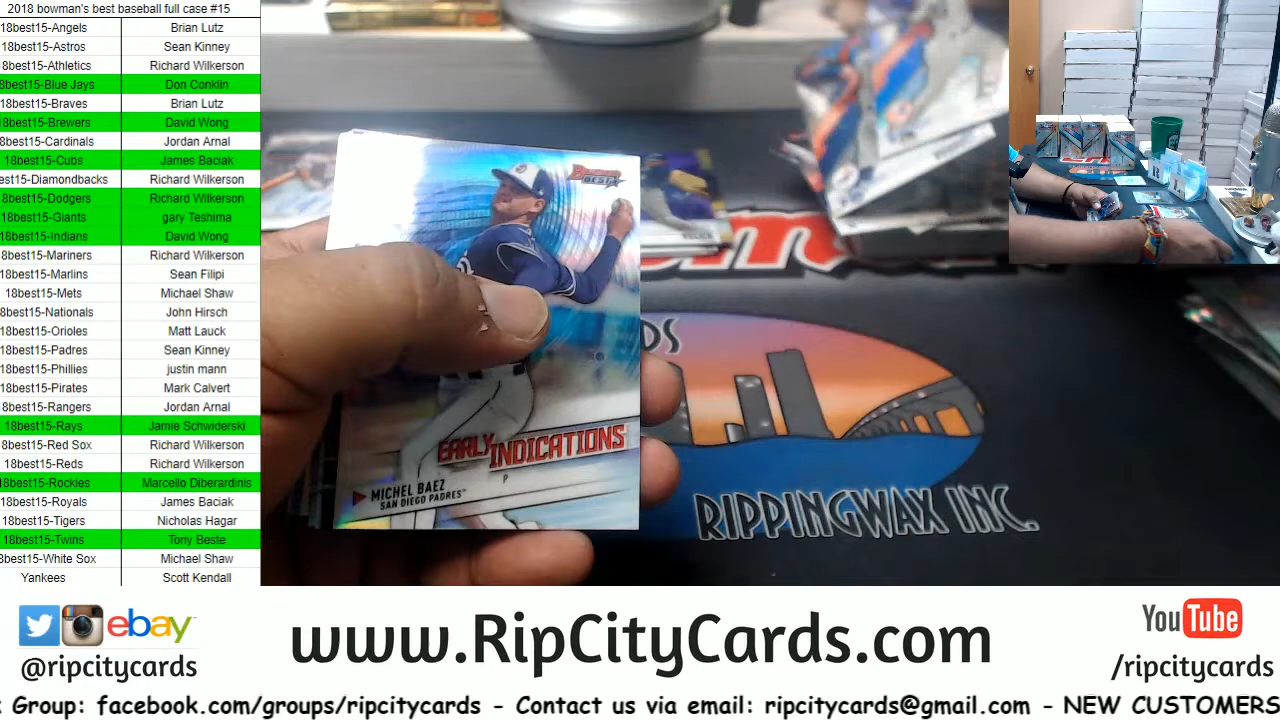 2018 bowman's best baseball full case #15
18best15-Angels Brian Lutz
18best15-Astros Sean Kinney
18best15-Athletics Richard Wilkerson
8best15-Blue Jays Don Conklin
18best15-Braves Brian Lutz
18best15-Brewers David Wong
8best15-Cardinals Jordan Arnal
18best15-Cubs James Baciak
est15-Diamondbacks Richard Wilkerson
8best15-Dodgers Richard Wilkerson
18best15-Giants gary Teshima
18best15-Indians David Wong
8best15-Mariners Richard Wilkerson
18best15-Marlins Sean Filipi
18best15-Mets Michael Shaw
8best15-Nationals John Hirsch
18best15-Orioles Matt Lauck
18best15-Padres Sean Kinney
18best15-Phillies justin mann
18best15-Pirates Mark Calvert
18best15-Rangers Jordan Arnal
18best15-Rays Jamie Schwiderski
8best15-Red Sox Richard Wilkerson
18best15-Reds Richard Wilkerson
8best15-Rockies Marcello Diberardinis
18best15-Royals James Baciak
18best15-Tigers Nicholas Hagar
18best15-Twins Tony Beste
8best15-White Sox Michael Shaw
Yankees Scott Kendall
BOWMAN'S BEST
EARLY INDICATIONS
P
MICHEL BAEZ
SAN DIEGO PADRES
DS
RIPPINGWAX INC.
R
L
ebay
@ripcitycards
www.RipCityCards.com
YouTube
/ripcitycards
Group: facebook.com/groups/ripcitycards - Contact us via email: ripcitycards@gmail.com - NEW CUSTOMERS